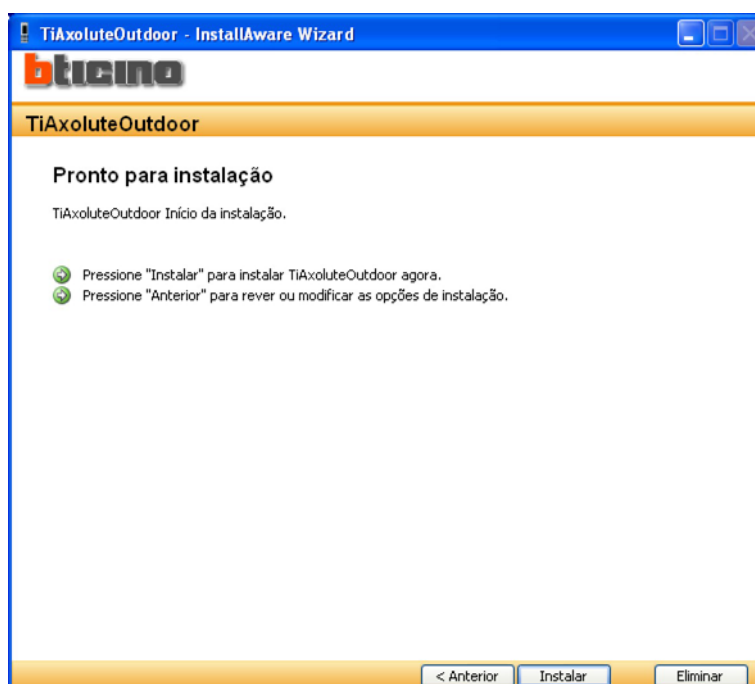 TiAxoluteOutdoor - InstallAware Wizard
bticino
TiAxoluteOutdoor
Pronto para instalação
TiAxoluteOutdoor Início da instalação.
Pressione "Instalar" para instalar TiAxoluteOutdoor agora.
Pressione "Anterior" para rever ou modificar as opções de instalação.
< Anterior Instalar Eliminar